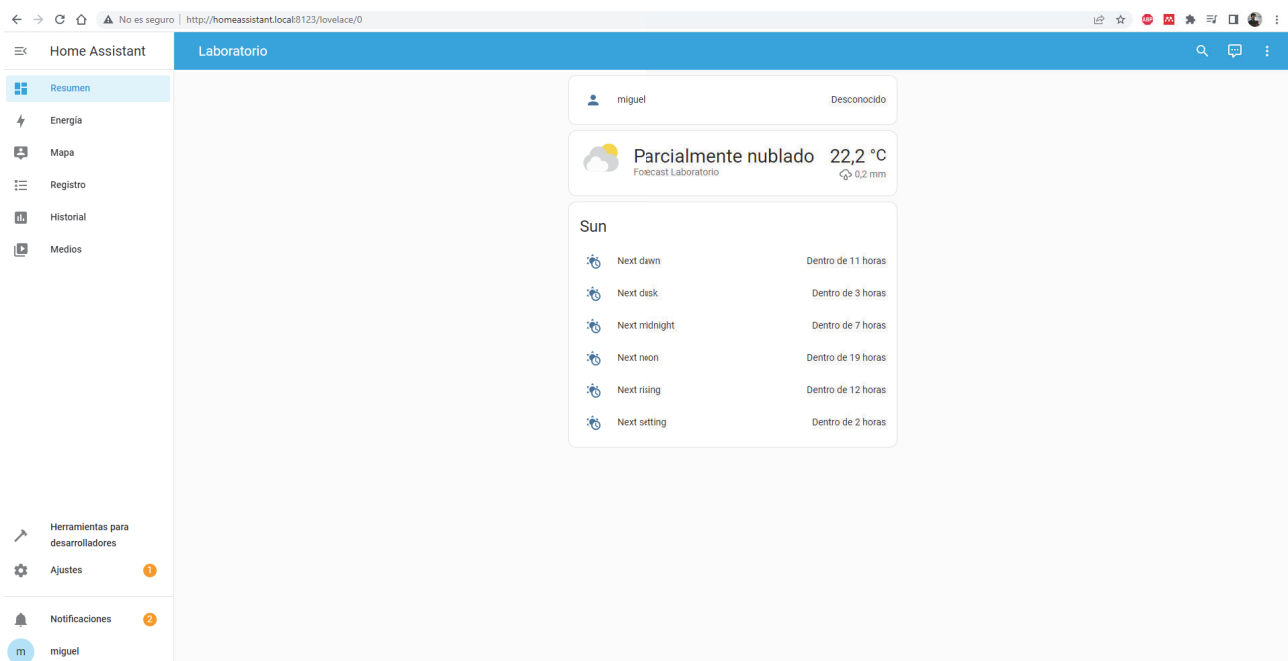 No es seguro | http://homeassistant.local:8123/lovelace/0
ABP
Home Assistant
Laboratorio
Resumen
Energía
Mapa
Registro
Historial
Medios
miguel Desconocido
Parcialmente nublado 22,2 °C
Forecast Laboratorio 0,2 mm
Sun
Next dawn Dentro de 11 horas
Next dusk Dentro de 3 horas
Next midnight Dentro de 7 horas
Next noon Dentro de 19 horas
Next rising Dentro de 12 horas
Next setting Dentro de 2 horas
Herramientas para
desarrolladores
Ajustes 1
Notificaciones 2
m miguel